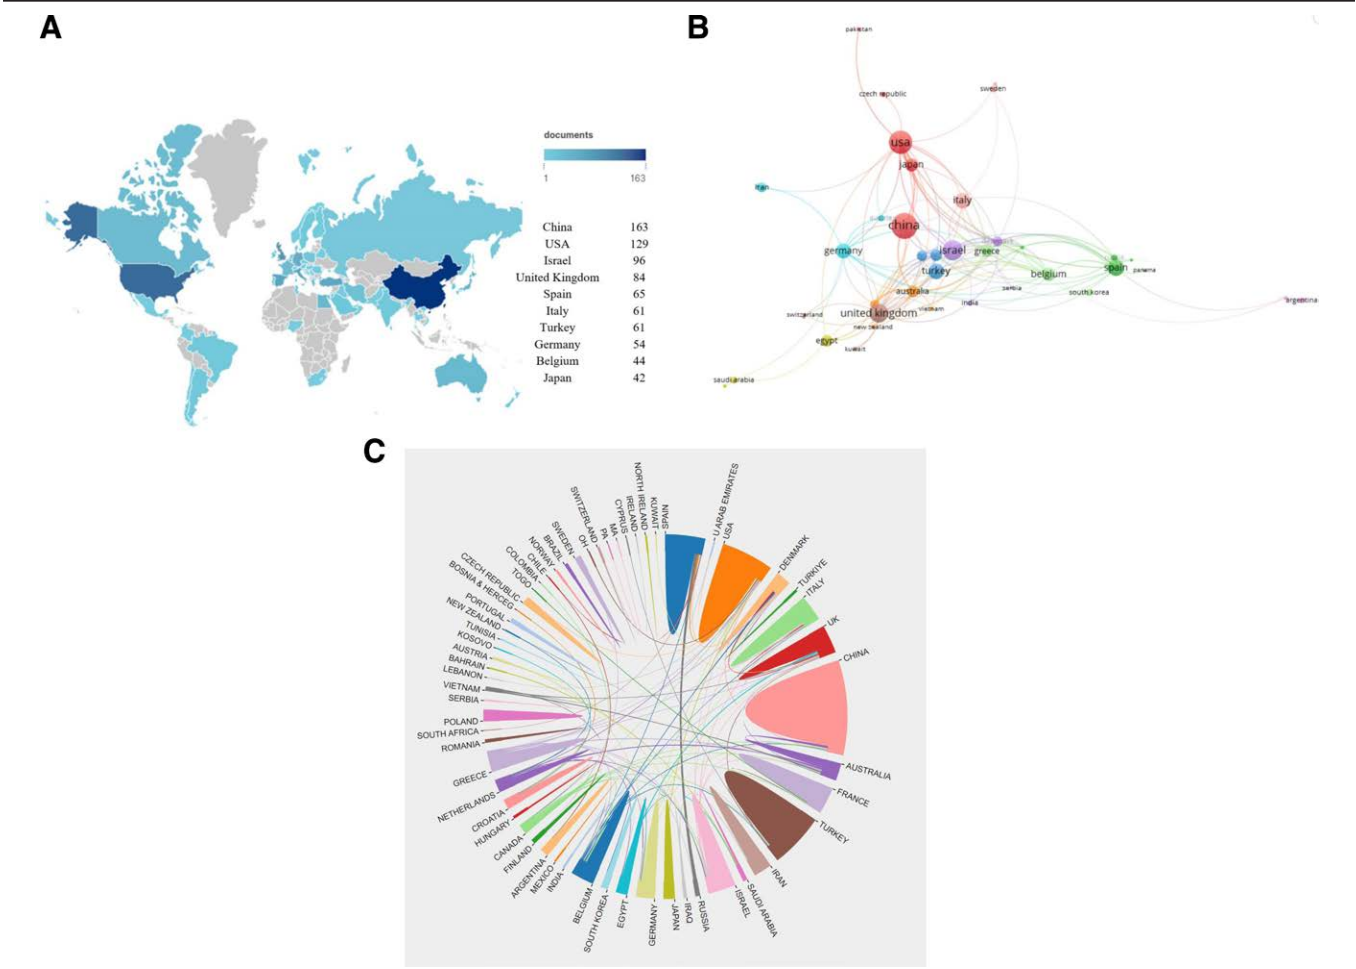 A
documents
1 163
China 163
USA 129
Israel 96
United Kingdom 84
Spain 65
Italy 61
Turkey 61
Germany 54
Belgium 44
Japan 42
B
pakistan
czech republic
sweden
usa
japan
iran
italy
china
germany
israel
greece
turkey
belgium
spain
panama
serbia
south korea
australia
india
argentina
switzerland
united kingdom
vietnam
new zealand
egypt
kuwait
saudi arabia
C
SPAIN
U ARAB EMIRATES
USA
DENMARK
TURKIYE
ITALY
UK
CHINA
AUSTRALIA
FRANCE
TURKEY
IRAN
SAUDI ARABIA
ISRAEL
RUSSIA
IRAQ
JAPAN
GERMANY
EGYPT
SOUTH KOREA
BELGIUM
INDIA
MEXICO
ARGENTINA
FINLAND
CANADA
HUNGARY
CROATIA
NETHERLANDS
GREECE
ROMANIA
SOUTH AFRICA
POLAND
SERBIA
VIETNAM
LEBANON
BAHRAIN
AUSTRIA
KOSOVO
TUNISIA
NEW ZEALAND
PORTUGAL
BOSNIA & HERCEG
CZECH REPUBLIC
TOGO
COLOMBIA
CHILE
NORWAY
BRAZIL
SWEDEN
OH
SWITZERLAND
PA
MA
CYPRUS
IRELAND
NORTH IRELAND
KUWAIT